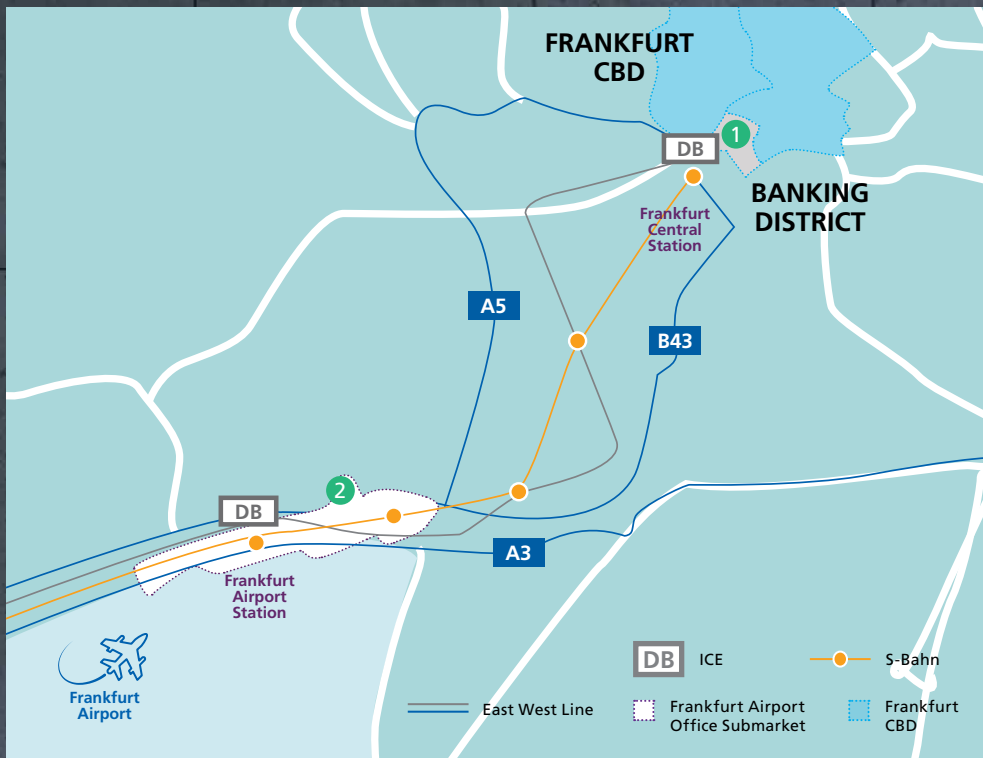 FRANKFURT
CBD
1
DB
BANKING
DISTRICT
Frankfurt
Central
Station
A5
B43
2
DB
A3
Frankfurt
Airport
Station
Frankfurt
Airport
DB
ICE
S-Bahn
East West Line
Frankfurt Airport
Office Submarket
Frankfurt
CBD